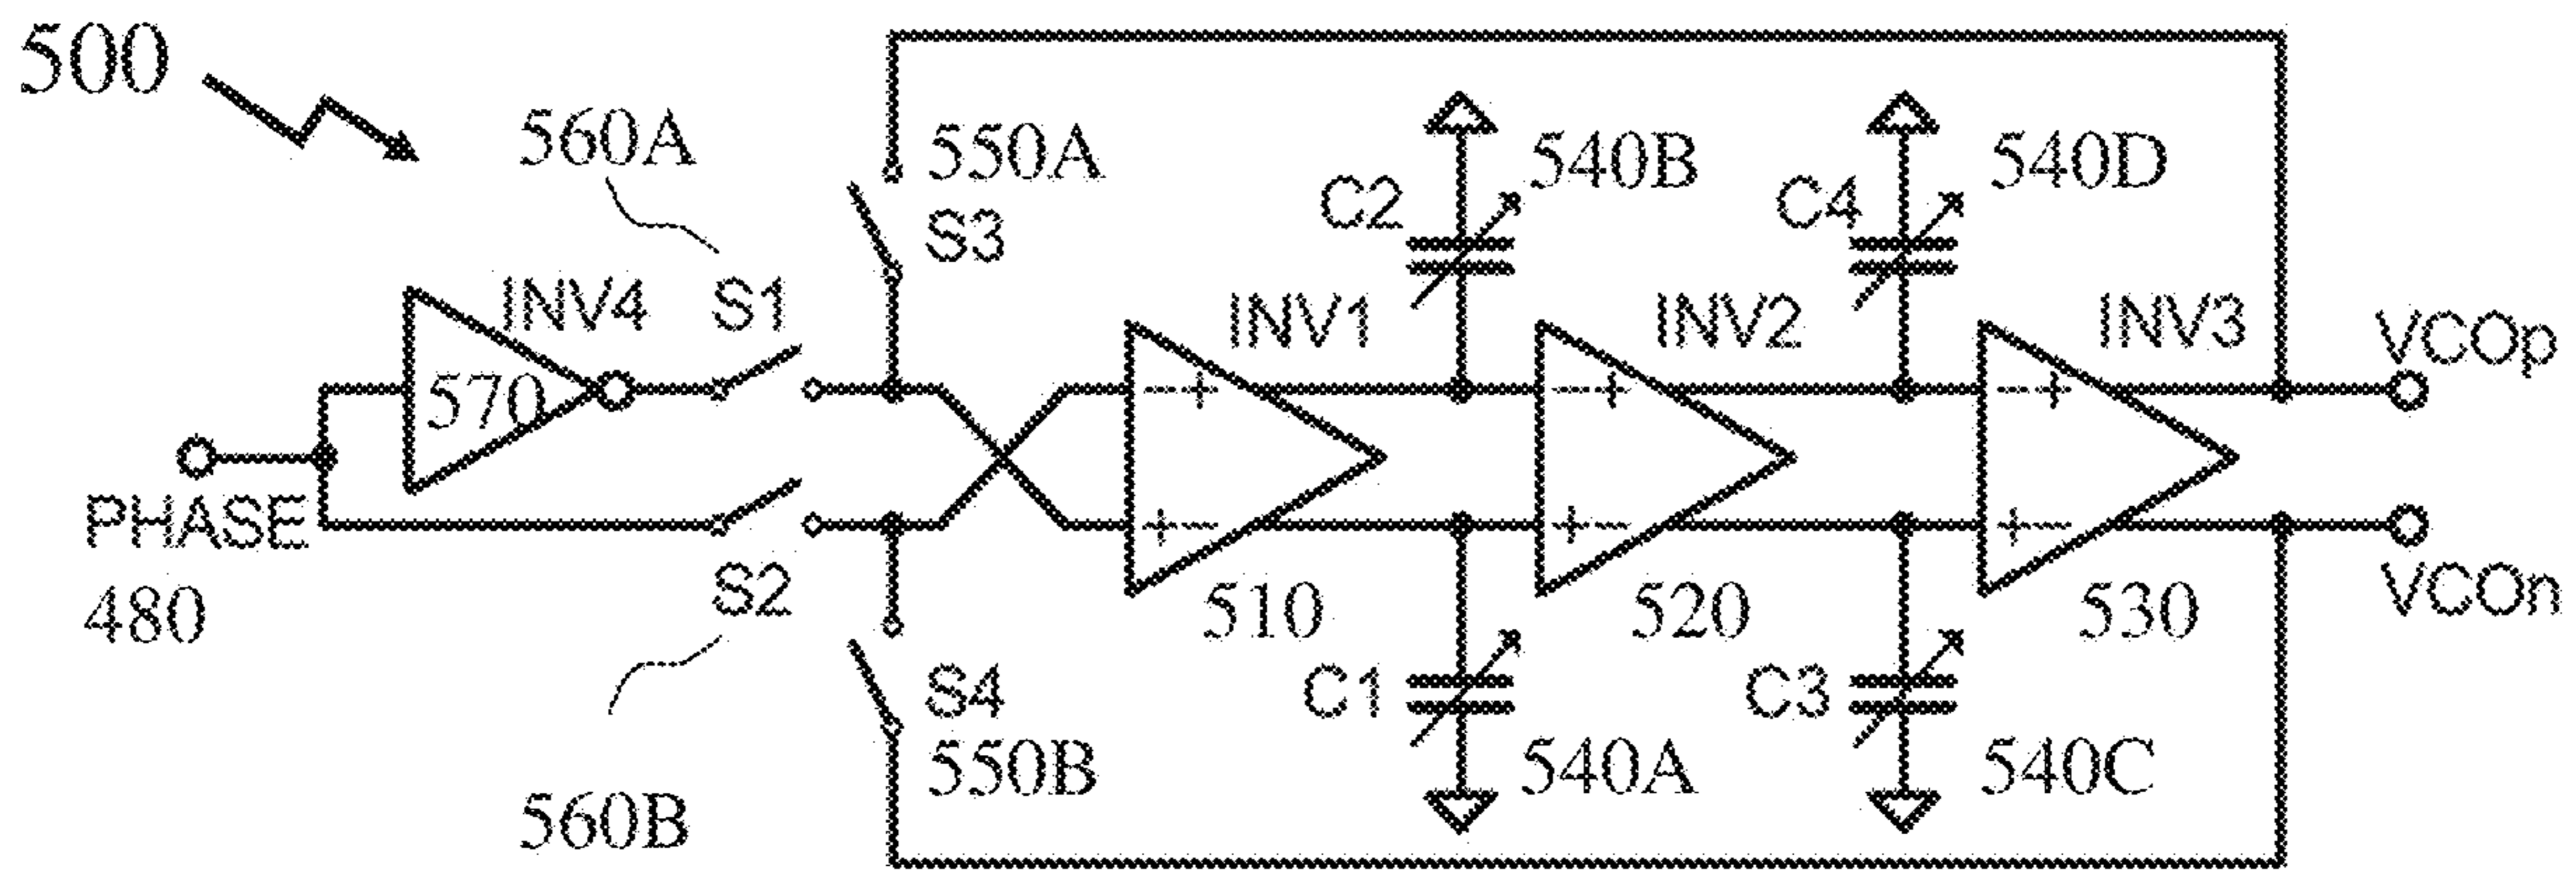 500
560A
550A
S3
C2
540B
C4
540D
INV4
S1
570
INV1
INV2
INV3
VCOp
-+
-+
-+
PHASE
480
S2
560B
+-
+-
+-
510
520
530
VCOn
S4
550B
C1
540A
C3
540C